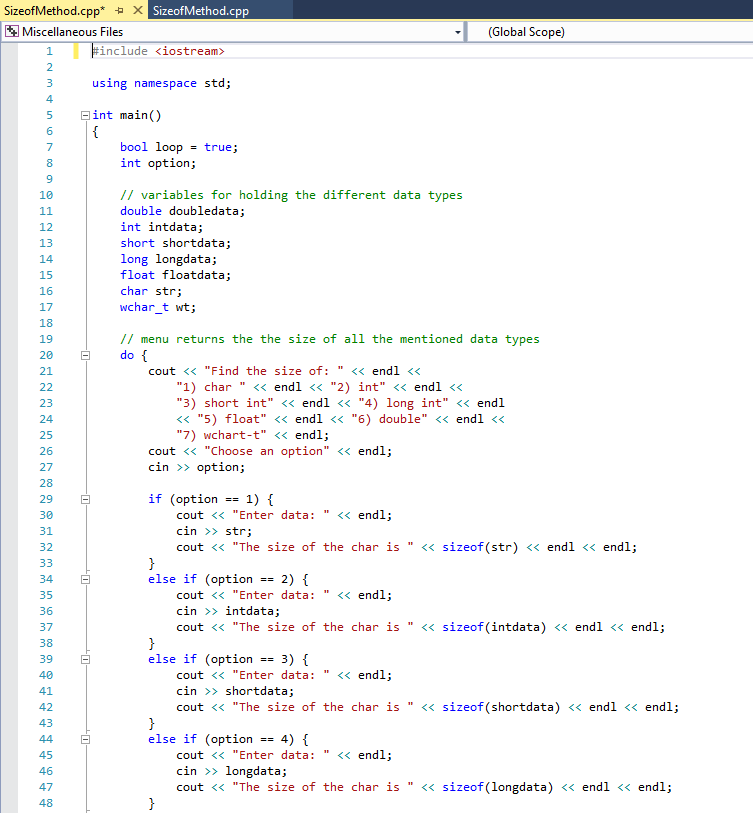 SizeofMethod.cpp* SizeofMethod.cpp
Miscellaneous Files (Global Scope)
1 #include <iostream>
2
3 using namespace std;
4
5 int main()
6 {
7 bool loop = true;
8 int option;
9
10 // variables for holding the different data types
11 double doubledata;
12 int intdata;
13 short shortdata;
14 long longdata;
15 float floatdata;
16 char str;
17 wchar_t wt;
18
19 // menu returns the the size of all the mentioned data types
20 do {
21 cout << "Find the size of: " << endl <<
22 "1) char " << endl << "2) int" << endl <<
23 "3) short int" << endl << "4) long int" << endl
24 << "5) float" << endl << "6) double" << endl <<
25 "7) wchart-t" << endl;
26 cout << "Choose an option" << endl;
27 cin >> option;
28
29 if (option == 1) {
30 cout << "Enter data: " << endl;
31 cin >> str;
32 cout << "The size of the char is " << sizeof(str) << endl << endl;
33 }
34 else if (option == 2) {
35 cout << "Enter data: " << endl;
36 cin >> intdata;
37 cout << "The size of the char is " << sizeof(intdata) << endl << endl;
38 }
39 else if (option == 3) {
40 cout << "Enter data: " << endl;
41 cin >> shortdata;
42 cout << "The size of the char is " << sizeof(shortdata) << endl << endl;
43 }
44 else if (option == 4) {
45 cout << "Enter data: " << endl;
46 cin >> longdata;
47 cout << "The size of the char is " << sizeof(longdata) << endl << endl;
48 }